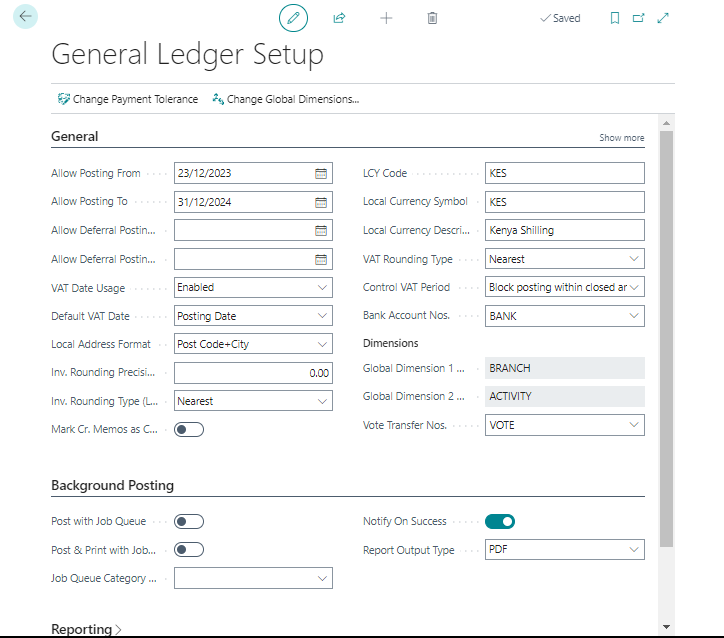 Saved
General Ledger Setup
Change Payment Tolerance Change Global Dimensions...
General Show more
Allow Posting From 23/12/2023 LCY Code KES
Allow Posting To 31/12/2024 Local Currency Symbol KES
Allow Deferral Postin... Local Currency Descri... Kenya Shilling
Allow Deferral Postin... VAT Rounding Type Nearest
VAT Date Usage Enabled Control VAT Period Block posting within closed ar
Default VAT Date Posting Date Bank Account Nos. BANK
Local Address Format Post Code+City Dimensions
Inv. Rounding Precisi... 0.00 Global Dimension 1 ... BRANCH
Inv. Rounding Type (L... Nearest Global Dimension 2 ... ACTIVITY
Mark Cr. Memos as C... Vote Transfer Nos. VOTE
Background Posting
Post with Job Queue Notify On Success
Post & Print with Job... Report Output Type PDF
Job Queue Category ...
Reporting